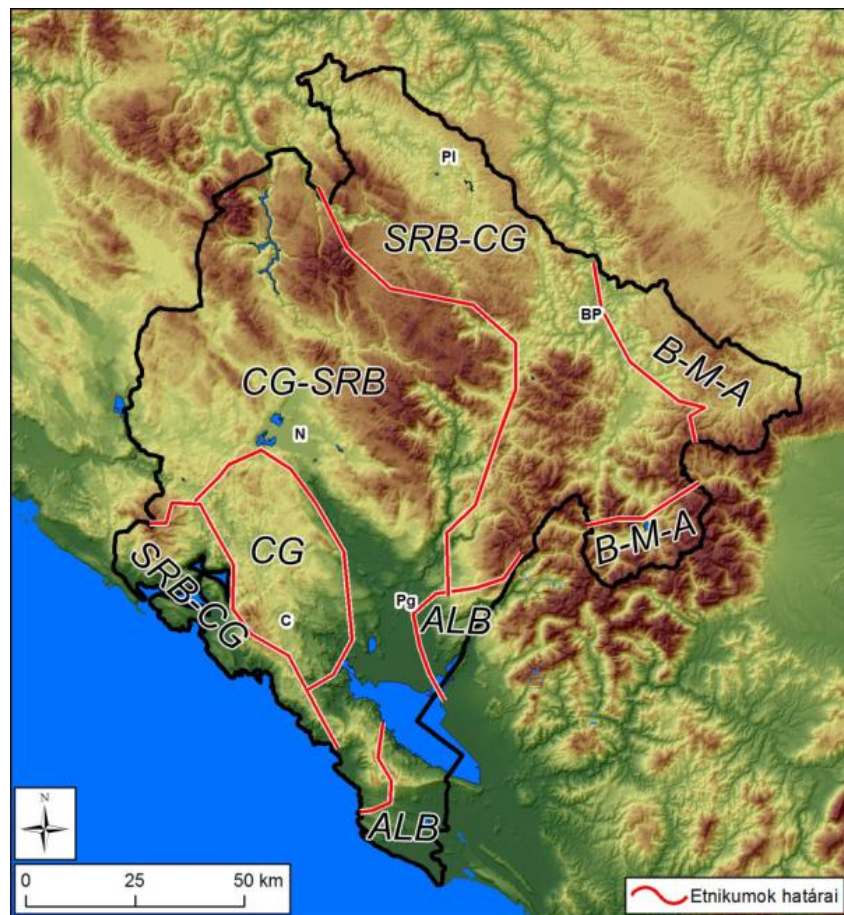 Pl
SRB-CG
BP
B-M-A
CG-SRB
N
CG
B-M-A
SRB-CG
Pg
ALB
C
ALB
N
0 25 50 km
Etnikumok határai